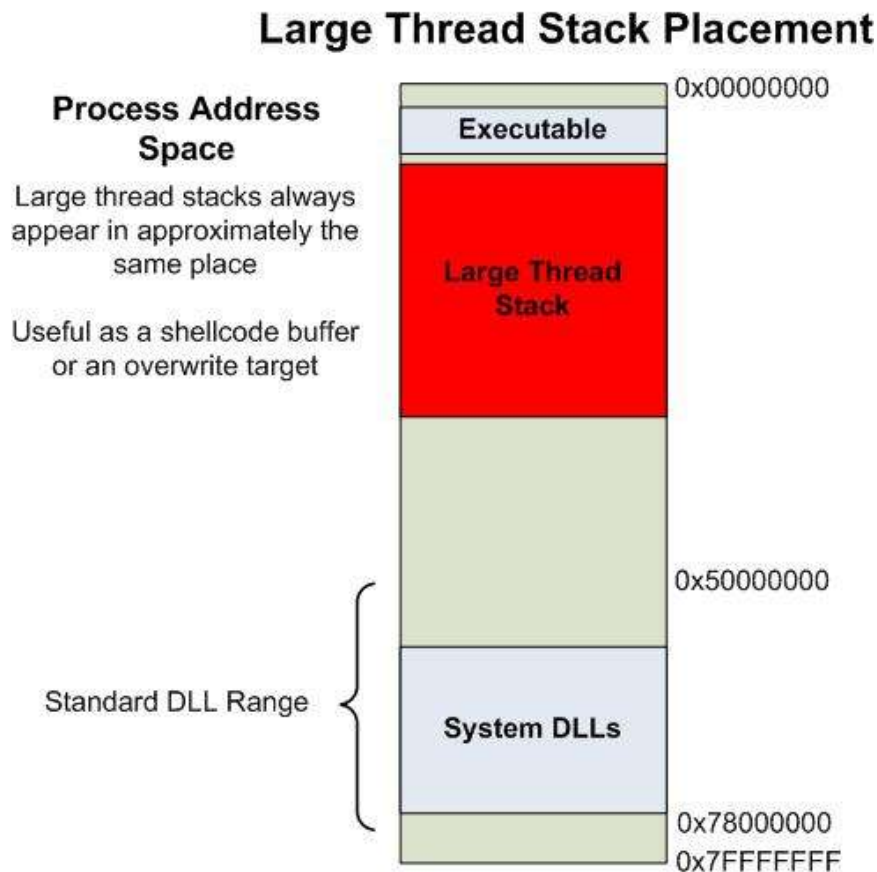 Large Thread Stack Placement
0x00000000
Process Address
Space
Executable
Large thread stacks always
appear in approximately the
same place
Large Thread
Stack
Useful as a shellcode buffer
or an overwrite target
0x50000000
Standard DLL Range
System DLLs
0x78000000
0x7FFFFFFF